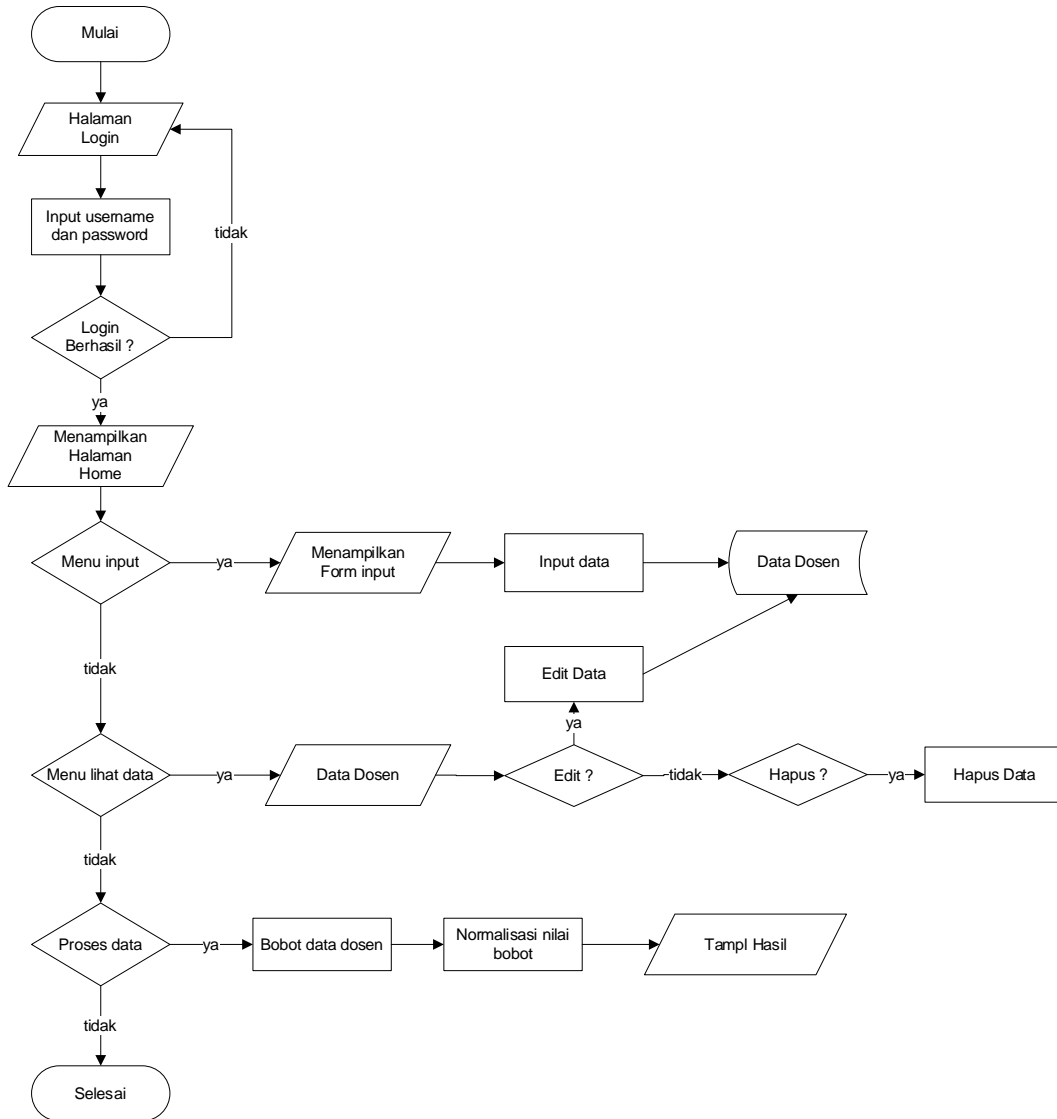 Mulai
Halaman
Login
Input username
dan password
tidak
Login
Berhasil ?
ya
Menampilkan
Halaman
Home
Menu input
ya
Menampilkan
Form input
Input data
Data Dosen
tidak
Edit Data
ya
Menu lihat data
ya
Data Dosen
Edit ?
tidak
Hapus ?
ya
Hapus Data
tidak
Proses data
ya
Bobot data dosen
Normalisasi nilai
bobot
Tampl Hasil
tidak
Selesai